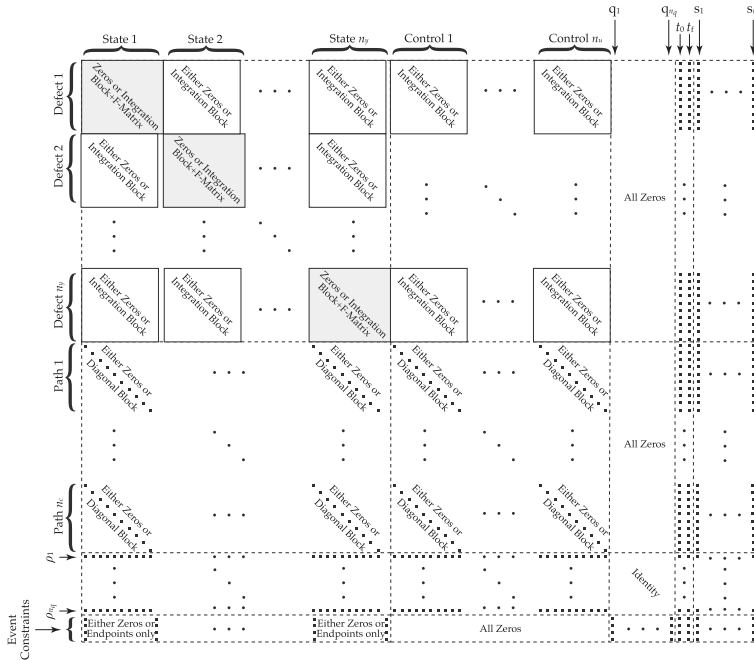 q₁ qₙq s₁ s
t₀ t_f
State 1 State 2 State n_y Control 1 Control n_u
Defect 1
Zeros or Integration
Block+F-Matrix
Either Zeros or
Integration Block
Either Zeros or
Integration Block
Either Zeros or
Integration Block
Either Zeros or
Integration Block
Defect 2
Either Zeros or
Integration Block
Zeros or Integration
Block+F-Matrix
Either Zeros or
Integration Block
All Zeros
Defect n_y
Either Zeros or
Integration Block
Either Zeros or
Integration Block
Zeros or Integration
Block+F-Matrix
Either Zeros or
Integration Block
Either Zeros or
Integration Block
Path 1
Either Zeros or
Diagonal Block
Either Zeros or
Diagonal Block
Either Zeros or
Diagonal Block
Either Zeros or
Diagonal Block
All Zeros
Path n_c
Either Zeros or
Diagonal Block
Either Zeros or
Diagonal Block
Either Zeros or
Diagonal Block
Either Zeros or
Diagonal Block
ρ₁
Identity
ρₙq
Event
Constraints
Either Zeros or
Endpoints only
Either Zeros or
Endpoints only
All Zeros